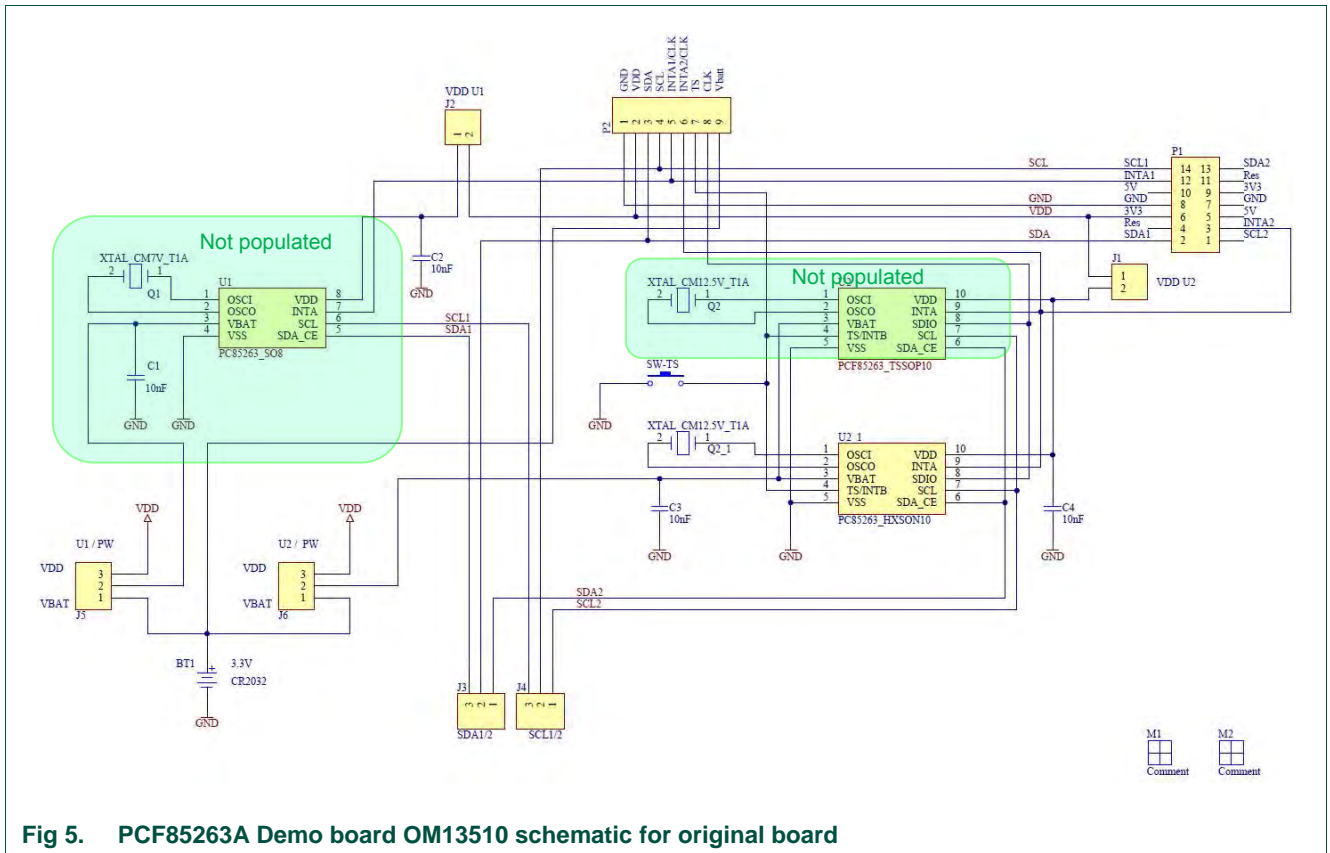 GND
VDD
SDA
SCL
INTA1/CLK
INTA2/CLK
TS
CLK
Vbatt
P2
1 2 3 4 5 6 7 8 9
VDD U1
J2
1 2
P1
SCL SCL1 14 13 SDA2
INTA1 12 11 Res
5V 10 9 3V3
GND GND 8 7 GND
VDD 3V3 6 5 5V
Res 4 3 INTA2
SDA SDA1 2 1 SCL2
J1
1
2
VDD U2
Not populated
XTAL_CM7V_T1A
2 1
Q1
U1
1 OSCI VDD 8
2 OSCO INTA 7
3 VBAT SCL 6 SCL1
4 VSS SDA_CE 5 SDA1
PC85263_SO8
C1
10nF
GND
GND
C2
10nF
GND
Not populated
XTAL_CM12.5V_T1A
2 1
Q2
1 OSCI VDD 10
2 OSCO INTA 9
3 VBAT SDIO 8
4 TS/INTB SCL 7
5 VSS SDA_CE 6
PCF85263_TSSOP10
SW-TS
GND
XTAL_CM12.5V_T1A
2 1
Q2_1
U2_1
1 OSCI VDD 10
2 OSCO INTA 9
3 VBAT SDIO 8
4 TS/INTB SCL 7
5 VSS SDA_CE 6
PC85263_HXSON10
C3
10nF
GND
GND
C4
10nF
GND
VDD
U1 / PW
VDD 3
2
VBAT 1
J5
VDD
U2 / PW
VDD 3
2
VBAT 1
J6
SDA2
SCL2
BT1
3.3V
CR2032
GND
J3
3 2 1
SDA1/2
J4
3 2 1
SCL1/2
M1
Comment
M2
Comment
Fig 5. PCF85263A Demo board OM13510 schematic for original board